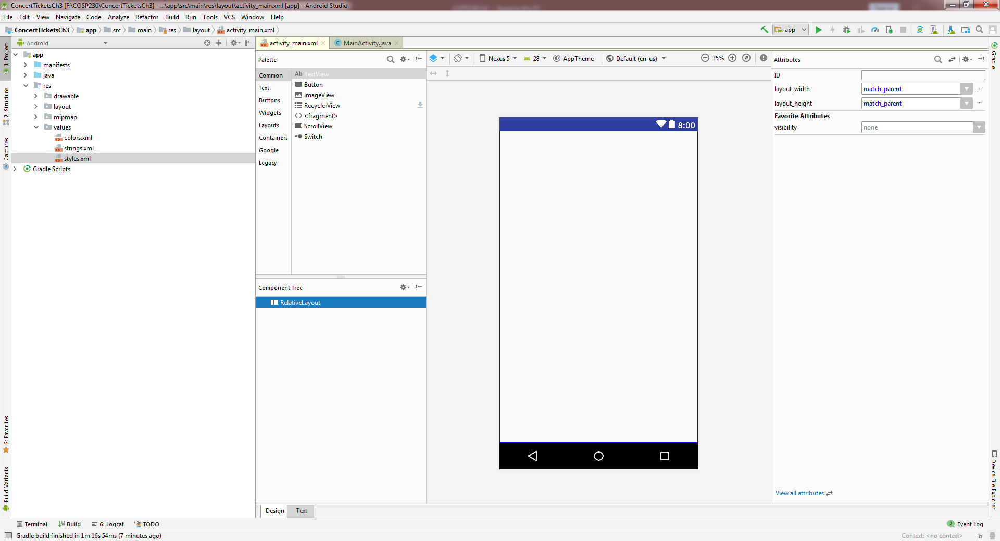 ConcertTicketsCh3 [F:\COSP230\ConcertTicketsCh3] - ...\app\src\main\res\layout\activity_main.xml [app] - Android Studio
File Edit View Navigate Code Analyze Refactor Build Run Tools VCS Window Help
ConcertTicketsCh3 app src main res layout activity_main.xml
app
Android
activity_main.xml
MainActivity.java
1: Project
7: Structure
Captures
2: Favorites
Build Variants
app
manifests
java
res
drawable
layout
mipmap
values
colors.xml
strings.xml
styles.xml
Gradle Scripts
Palette
Common
Text
Buttons
Widgets
Layouts
Containers
Google
Legacy
Ab TextView
Button
ImageView
RecyclerView
<fragment>
ScrollView
Switch
Component Tree
RelativeLayout
Nexus 5 28 AppTheme Default (en-us) 35%
8:00
Attributes
ID
layout_width match_parent ...
layout_height match_parent ...
Favorite Attributes
visibility none
View all attributes
Gradle
Device File Explorer
Design Text
Terminal Build 6: Logcat TODO
2 Event Log
Gradle build finished in 1m 16s 54ms (7 minutes ago)
Context: <no context>